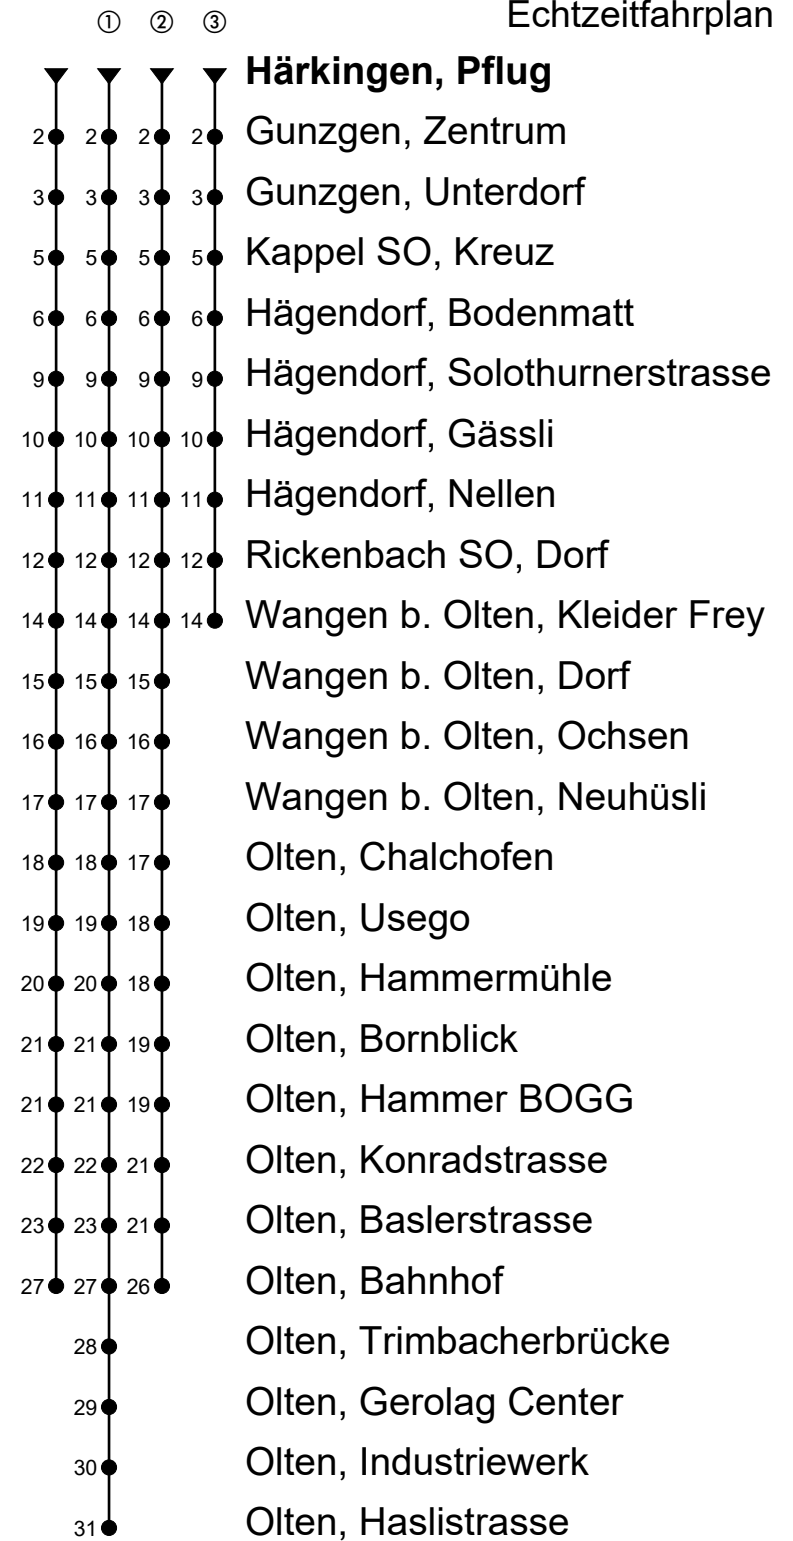 ① ② ③ Echtzeitfahrplan
Härkingen, Pflug
2 2 2 2 Gunzgen, Zentrum
3 3 3 3 Gunzgen, Unterdorf
5 5 5 5 Kappel SO, Kreuz
6 6 6 6 Hägendorf, Bodenmatt
9 9 9 9 Hägendorf, Solothurnerstrasse
10 10 10 10 Hägendorf, Gässli
11 11 11 11 Hägendorf, Nellen
12 12 12 12 Rickenbach SO, Dorf
14 14 14 14 Wangen b. Olten, Kleider Frey
15 15 15 Wangen b. Olten, Dorf
16 16 16 Wangen b. Olten, Ochsen
17 17 17 Wangen b. Olten, Neuhüsli
18 18 17 Olten, Chalchofen
19 19 18 Olten, Usego
20 20 18 Olten, Hammermühle
21 21 19 Olten, Bornblick
21 21 19 Olten, Hammer BOGG
22 22 21 Olten, Konradstrasse
23 23 21 Olten, Baslerstrasse
27 27 26 Olten, Bahnhof
28 Olten, Trimbacherbrücke
29 Olten, Gerolag Center
30 Olten, Industriewerk
31 Olten, Haslistrasse